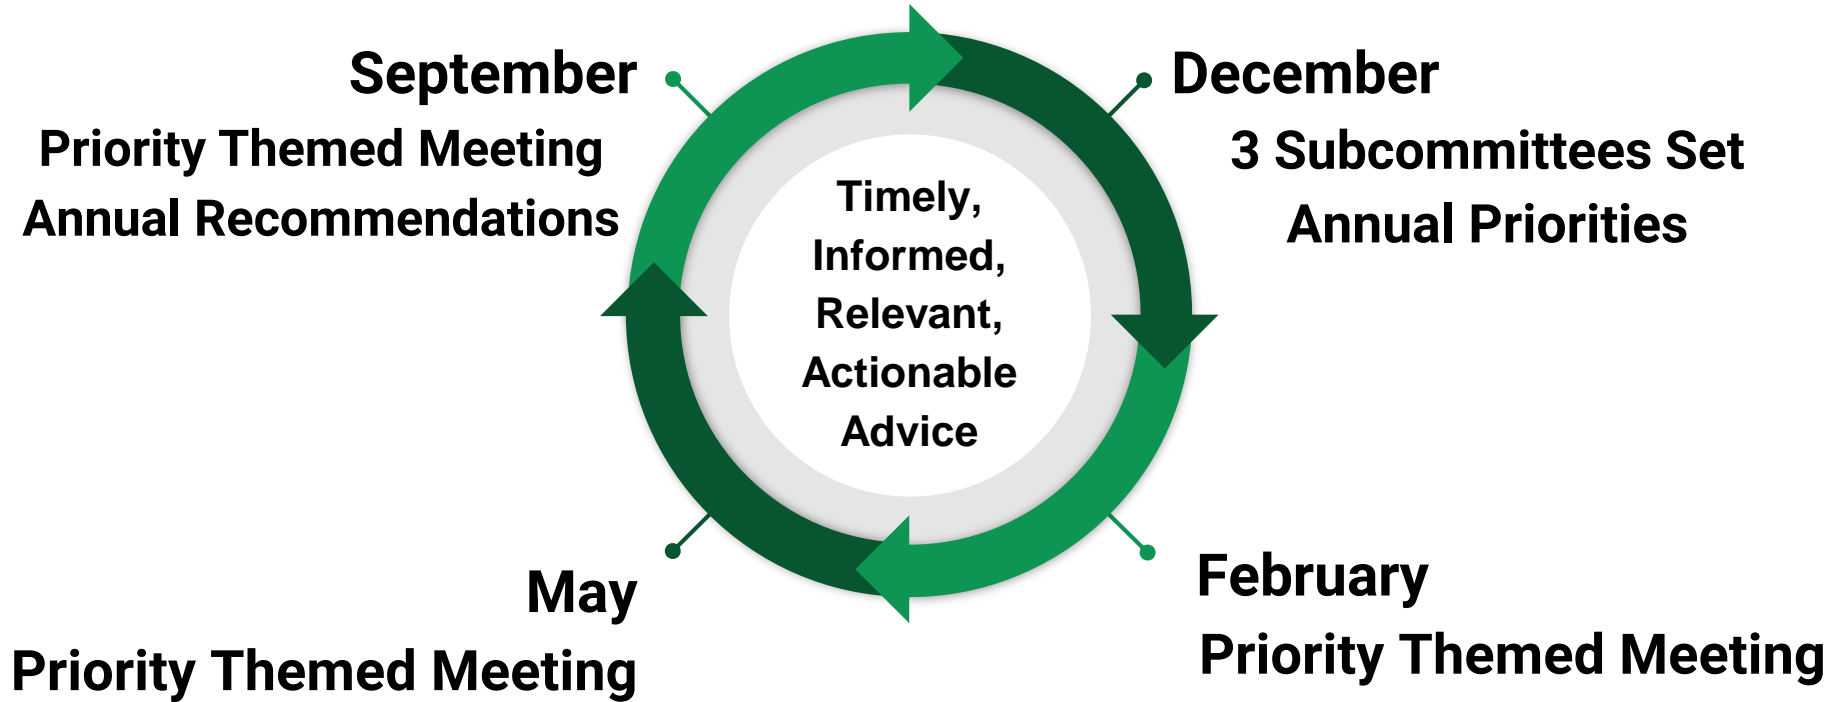 September
Priority Themed Meeting
Annual Recommendations
December
3 Subcommittees Set
Annual Priorities
Timely,
Informed,
Relevant,
Actionable
Advice
May
Priority Themed Meeting
February
Priority Themed Meeting